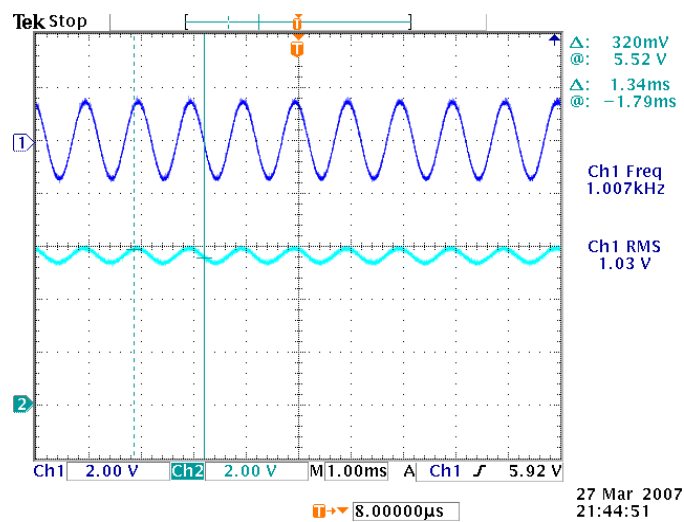 Tek Stop
T
T
Δ: 320mV
@: 5.52 V
Δ: 1.34ms
@: −1.79ms
1
Ch1 Freq
1.007kHz
Ch1 RMS
1.03 V
2
Ch1 2.00 V Ch2 2.00 V M 1.00ms A Ch1 5.92 V
T 8.00000µs
27 Mar 2007
21:44:51